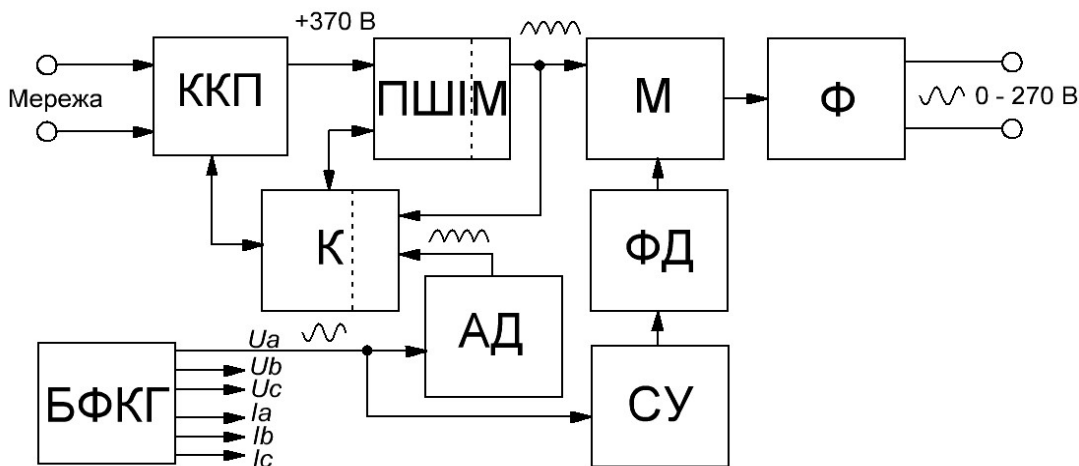 +370 В
Мережа
ККП
ПШІМ
М
Ф
0 - 270 В
К
ФД
АД
СУ
БФКГ
Ua
Ub
Uc
Ia
Ib
Ic